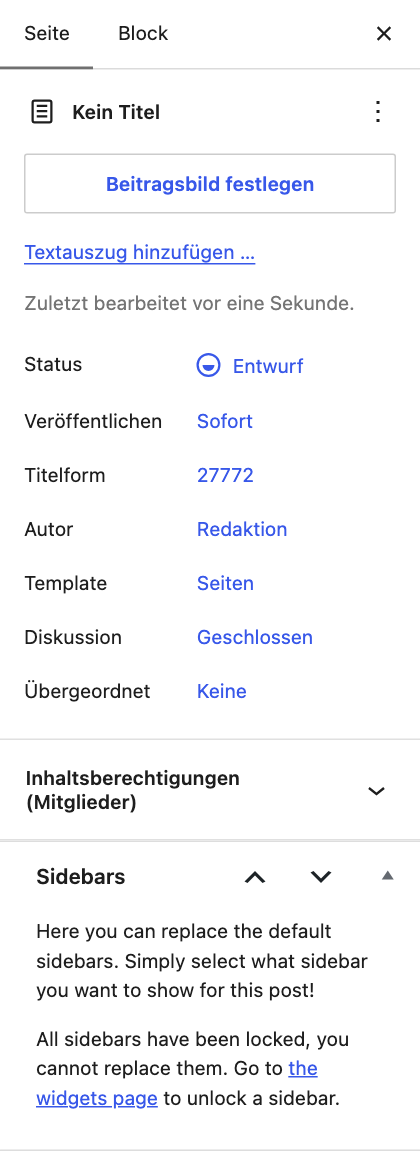 Seite Block
Kein Titel
Beitragsbild festlegen
Textauszug hinzufügen ...
Zuletzt bearbeitet vor eine Sekunde.
Status Entwurf
Veröffentlichen Sofort
Titelform 27772
Autor Redaktion
Template Seiten
Diskussion Geschlossen
Übergeordnet Keine
Inhaltsberechtigungen
(Mitglieder)
Sidebars
Here you can replace the default
sidebars. Simply select what sidebar
you want to show for this post!
All sidebars have been locked, you
cannot replace them. Go to the
widgets page to unlock a sidebar.